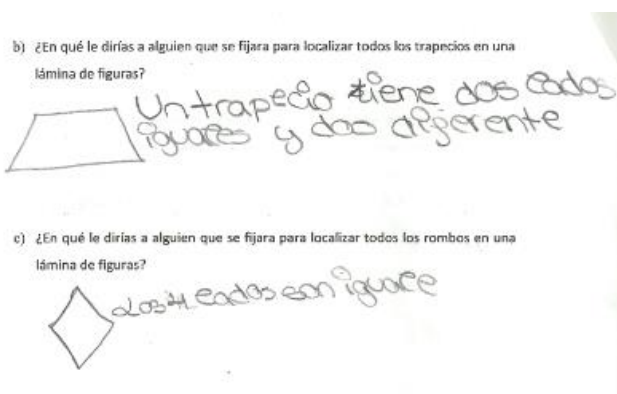 b) ¿En qué le dirías a alguien que se fijara para localizar todos los trapecios en una
lámina de figuras?
Un trapecio tiene dos lados
iguales y dos diferente
c) ¿En qué le dirías a alguien que se fijara para localizar todos los rombos en una
lámina de figuras?
Los 4 lados son iguale